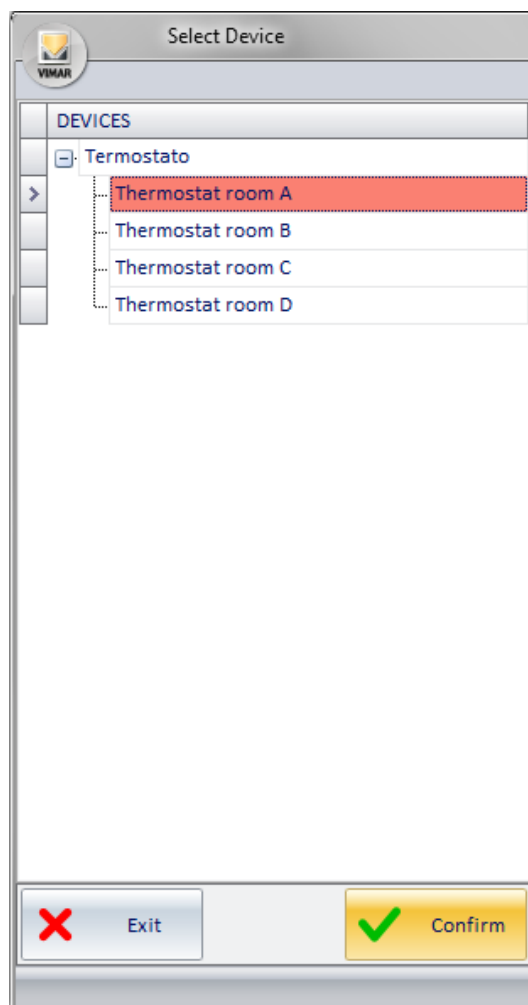 Select Device
VIMAR
DEVICES
Termostato
Thermostat room A
Thermostat room B
Thermostat room C
Thermostat room D
Exit
Confirm